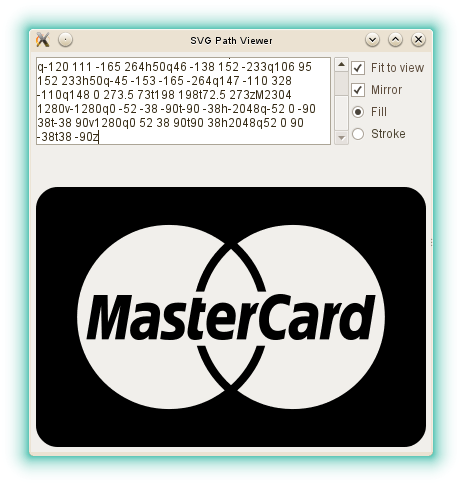 SVG Path Viewer
q-120 111 -165 264h50q46 -138 152 -233q106 95
152 233h50q-45 -153 -165 -264q147 -110 328
-110q148 0 273.5 73t198 198t72.5 273zM2304
1280v-1280q0 -52 -38 -90t-90 -38h-2048q-52 0 -90
38t-38 90v1280q0 52 38 90t90 38h2048q52 0 90
-38t38 -90z
Fit to view
Mirror
Fill
Stroke
MasterCard